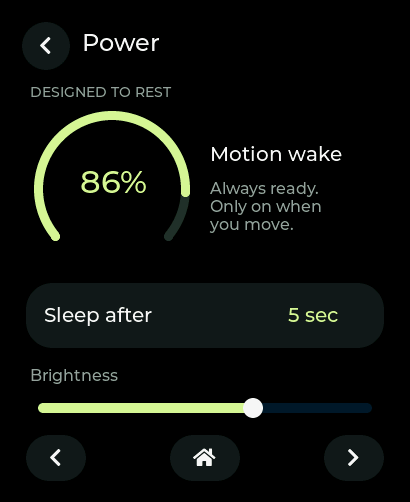 Power
DESIGNED TO REST
86%
Motion wake
Always ready.
Only on when
you move.
Sleep after 5 sec
Brightness